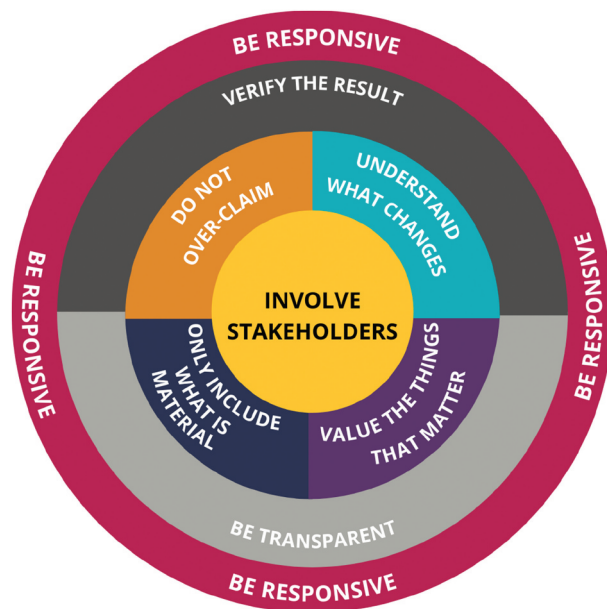 BE RESPONSIVE
VERIFY THE RESULT
DO NOT
OVER-CLAIM
UNDERSTAND
WHAT CHANGES
BE RESPONSIVE
INVOLVE
STAKEHOLDERS
BE RESPONSIVE
ONLY INCLUDE
WHAT IS
MATERIAL
VALUE THE THINGS
THAT MATTER
BE TRANSPARENT
BE RESPONSIVE